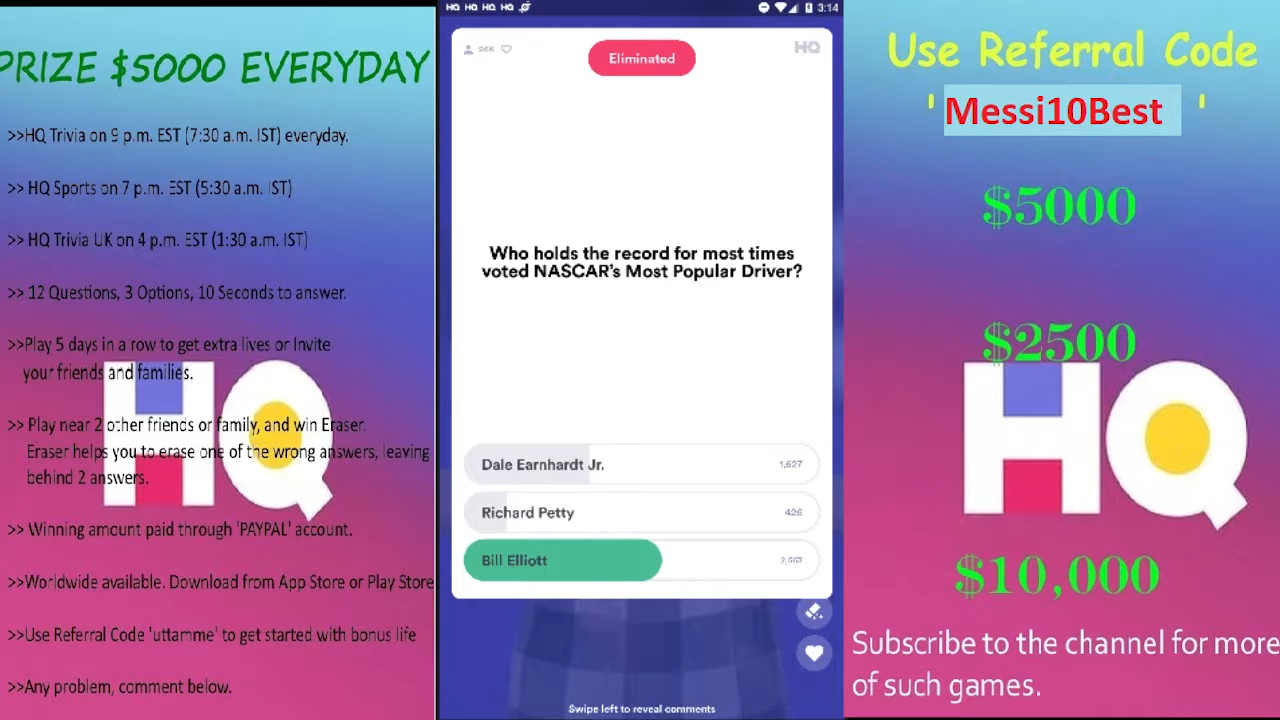 PRIZE $5000 EVERYDAY
>>HQ Trivia on 9 p.m. EST (7:30 a.m. IST) everyday.
>> HQ Sports on 7 p.m. EST (5:30 a.m. IST)
>> HQ Trivia UK on 4 p.m. EST (1:30 a.m. IST)
>> 12 Questions, 3 Options, 10 Seconds to answer.
>>Play 5 days in a row to get extra lives or Invite
your friends and families.
>> Play near 2 other friends or family, and win Eraser.
Eraser helps you to erase one of the wrong answers, leaving
behind 2 answers.
>> Winning amount paid through 'PAYPAL' account.
>>Worldwide available. Download from App Store or Play Store
>>Use Referral Code 'uttamme' to get started with bonus life
>>Any problem, comment below.
HQ
HQ HQ HQ HQ
3:14
Eliminated
HQ
Who holds the record for most times
voted NASCAR's Most Popular Driver?
Dale Earnhardt Jr.
1,627
Richard Petty
426
Bill Elliott
Swipe left to reveal comments
Use Referral Code
' Messi10Best '
$5000
$2500
HQ
$10,000
Subscribe to the channel for more
of such games.